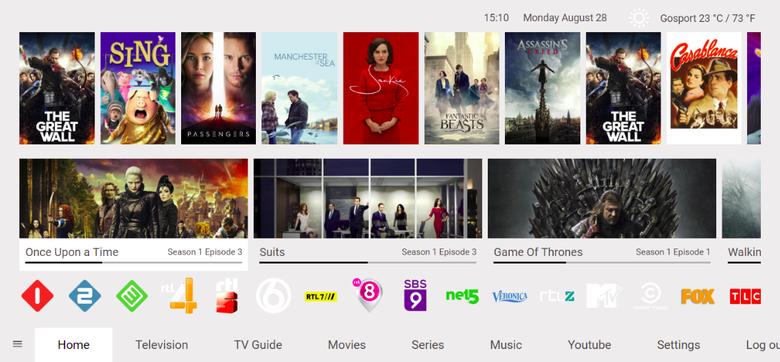 15:10 Monday August 28 Gosport 23 °C / 73 °F
THE GREAT WALL
SING
PASSENGERS
MANCHESTER BY THE SEA
Jackie
FANTASTIC BEASTS
ASSASSIN'S CREED
THE GREAT WALL
Casablanca
Once Upon a Time Season 1 Episode 3
Suits Season 1 Episode 3
Game Of Thrones Season 1 Episode 1
Walkin
1 2 3 rtl 4 rtl 5 6 RTL 7 rtl 8 SBS 9 net5 VERONICA rtl z MTV FOX TLC
Home Television TV Guide Movies Series Music Youtube Settings Log ou